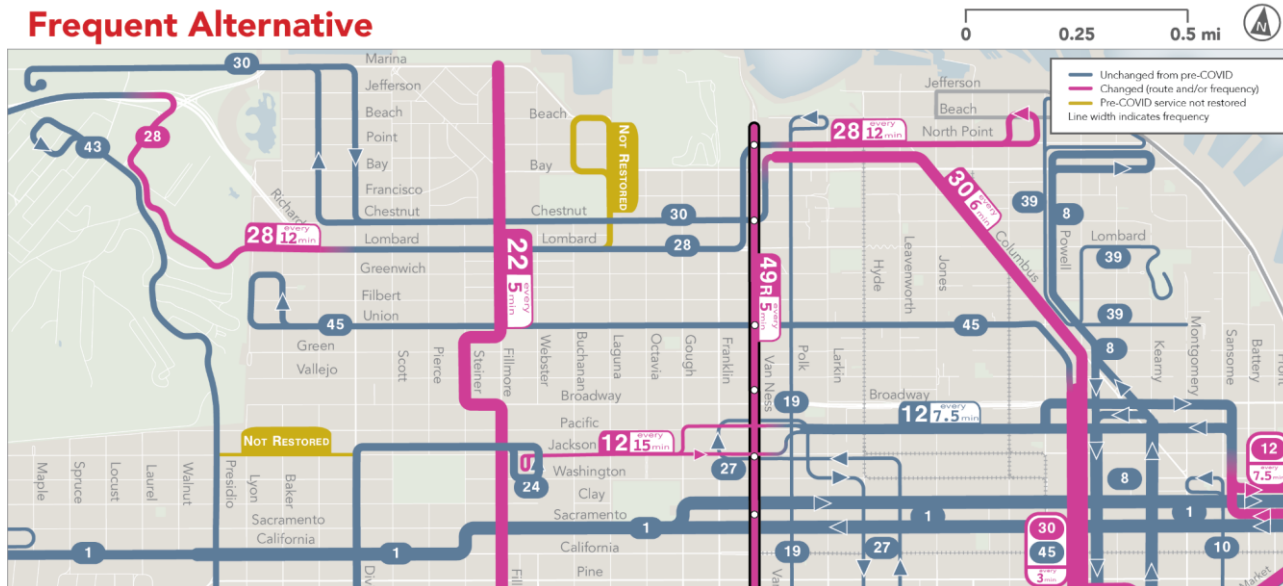 Frequent Alternative
0 0.25 0.5 mi
N
Unchanged from pre-COVID
Changed (route and/or frequency)
Pre-COVID service not restored
Line width indicates frequency
30
Marina
Jefferson
Beach
Point
Bay
Francisco
Chestnut
Lombard
Greenwich
Filbert
Union
Green
Vallejo
43
28
Richard
28 every 12 min
45
22 every 5 min
Beach
Bay
Not Restored
Chestnut
Lombard
30
28
28 every 12 min
North Point
Jefferson
Beach
30 6 min
Columbus
39
8
Powell
Lombard
39
39
8
49R every 5 min
Hyde
Leavenworth
Jones
45
Scott
Pierce
Steiner
Fillmore
Webster
Buchanan
Laguna
Octavia
Gough
Franklin
Van Ness
Polk
Larkin
Kearny
Montgomery
Sansome
Battery
Front
Broadway
Broadway
19
12 every 7.5 min
Pacific
Jackson
12 every 15 min
Washington
24
27
Clay
Sacramento
California
Pine
Not Restored
Maple
Spruce
Locust
Laurel
Walnut
Presidio
Lyon
Baker
Sacramento
California
1
1
1
1
1
8
12
every 7.5 min
30
45
every 3 min
19
27
10
Market
Div
Fil
Va